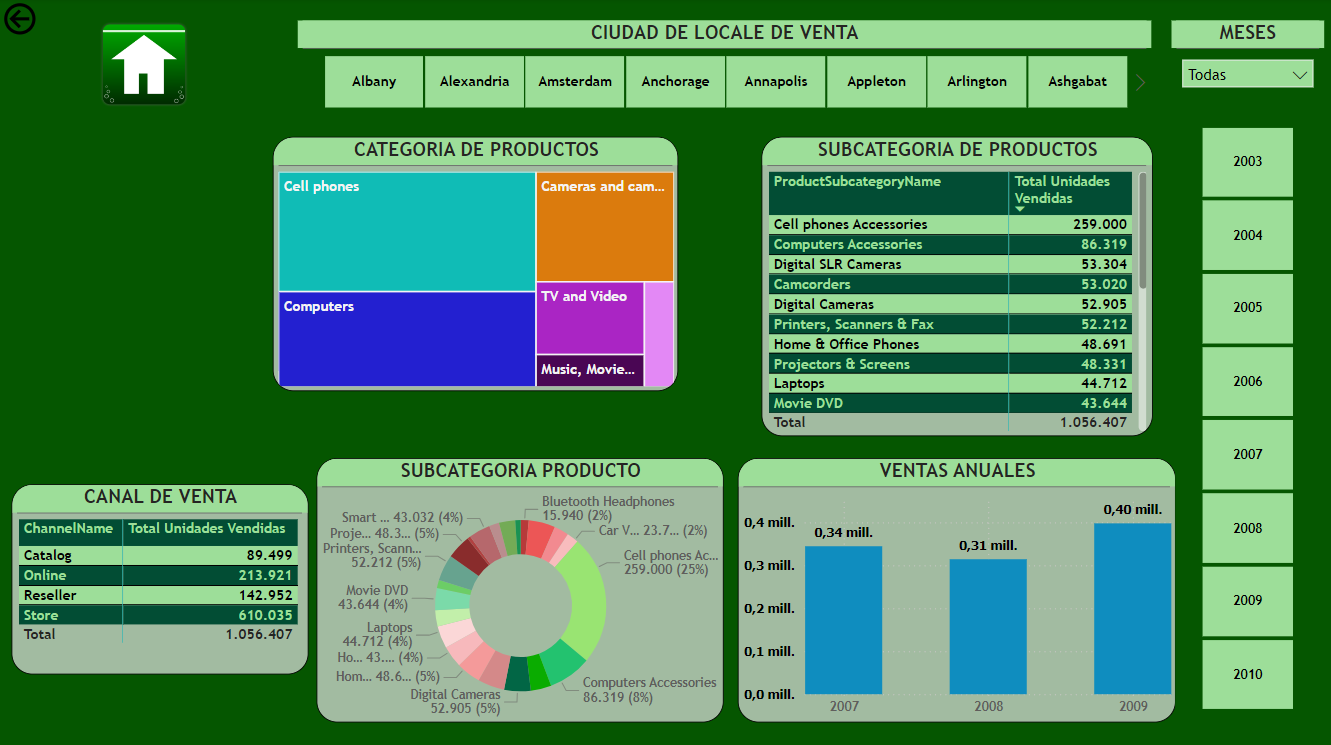 CIUDAD DE LOCALE DE VENTA
MESES
Albany
Alexandria
Amsterdam
Anchorage
Annapolis
Appleton
Arlington
Ashgabat
Todas
CATEGORIA DE PRODUCTOS
Cell phones
Cameras and cam...
Computers
TV and Video
Music, Movie...
SUBCATEGORIA DE PRODUCTOS
ProductSubcategoryName Total Unidades
Vendidas
Cell phones Accessories 259.000
Computers Accessories 86.319
Digital SLR Cameras 53.304
Camcorders 53.020
Digital Cameras 52.905
Printers, Scanners & Fax 52.212
Home & Office Phones 48.691
Projectors & Screens 48.331
Laptops 44.712
Movie DVD 43.644
Total 1.056.407
2003
2004
2005
2006
2007
2008
2009
2010
CANAL DE VENTA
ChannelName Total Unidades Vendidas
Catalog 89.499
Online 213.921
Reseller 142.952
Store 610.035
Total 1.056.407
SUBCATEGORIA PRODUCTO
Bluetooth Headphones
15.940 (2%)
Car V... 23.7... (2%)
Cell phones Ac...
259.000 (25%)
Computers Accessories
86.319 (8%)
Digital Cameras
52.905 (5%)
Hom... 48.6... (5%)
Ho... 43.... (4%)
Laptops
44.712 (4%)
Movie DVD
43.644 (4%)
Printers, Scann...
52.212 (5%)
Proje... 48.3... (5%)
Smart ... 43.032 (4%)
VENTAS ANUALES
0,4 mill.
0,3 mill.
0,2 mill.
0,1 mill.
0,0 mill.
0,34 mill.
0,31 mill.
0,40 mill.
2007
2008
2009